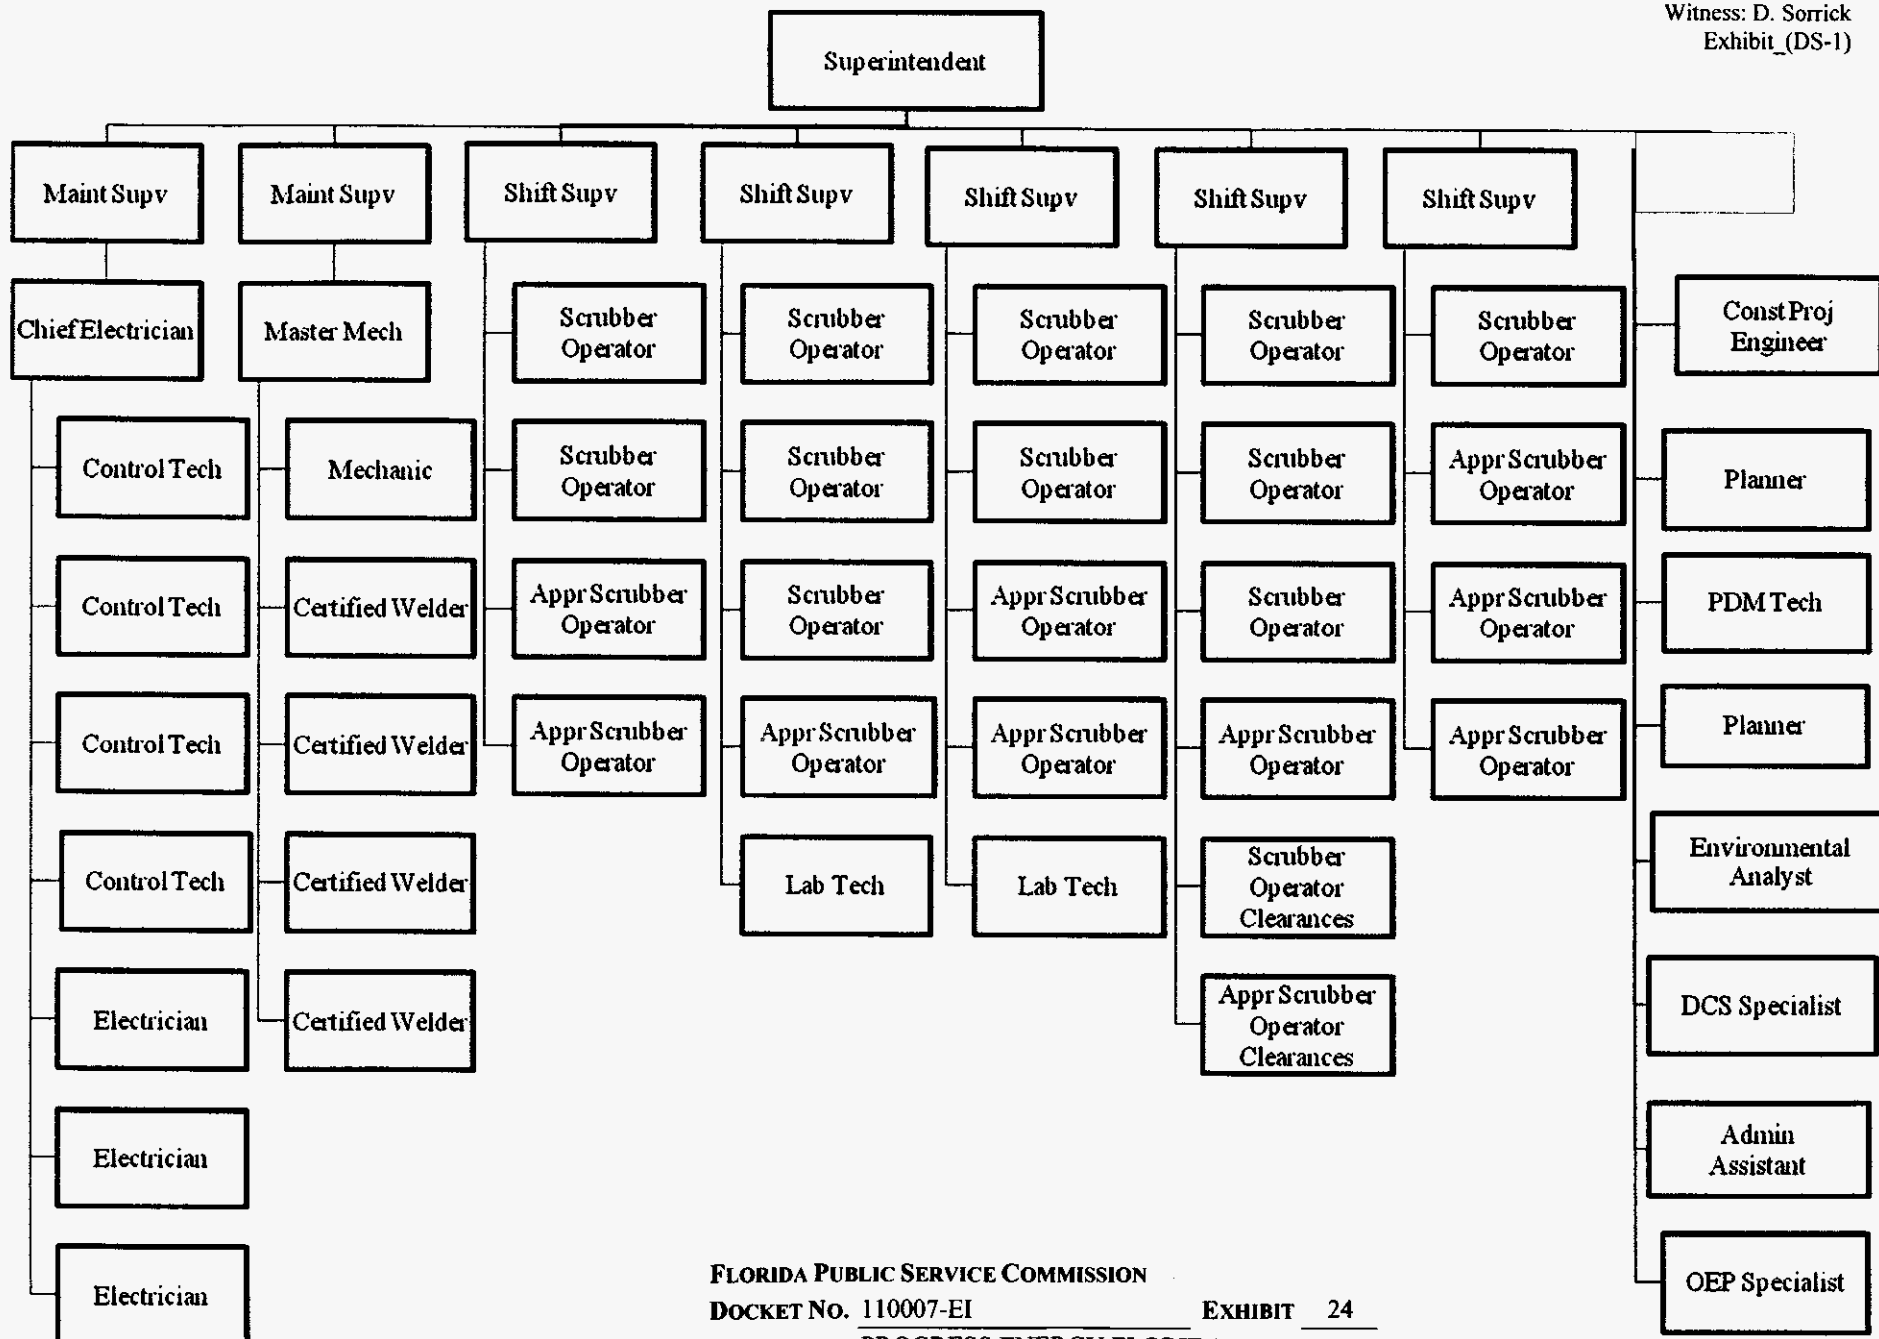 Witness: D. Sorrick
Exhibit_(DS-1)
Superintendent
Maint Supv
Maint Supv
Shift Supv
Shift Supv
Shift Supv
Shift Supv
Shift Supv
Chief Electrician
Control Tech
Control Tech
Control Tech
Control Tech
Electrician
Electrician
Electrician
Master Mech
Mechanic
Certified Welder
Certified Welder
Certified Welder
Certified Welder
Scrubber
Operator
Scrubber
Operator
Appr Scrubber
Operator
Appr Scrubber
Operator
Scrubber
Operator
Scrubber
Operator
Scrubber
Operator
Appr Scrubber
Operator
Lab Tech
Scrubber
Operator
Scrubber
Operator
Appr Scrubber
Operator
Appr Scrubber
Operator
Lab Tech
Scrubber
Operator
Scrubber
Operator
Scrubber
Operator
Appr Scrubber
Operator
Scrubber
Operator
Clearances
Appr Scrubber
Operator
Clearances
Scrubber
Operator
Appr Scrubber
Operator
Appr Scrubber
Operator
Appr Scrubber
Operator
Const Proj
Engineer
Planner
PDM Tech
Planner
Environmental
Analyst
DCS Specialist
Admin
Assistant
OEP Specialist
FLORIDA PUBLIC SERVICE COMMISSION
DOCKET NO. 110007-EI EXHIBIT 24
PROGRESS ENERGY FLORIDA